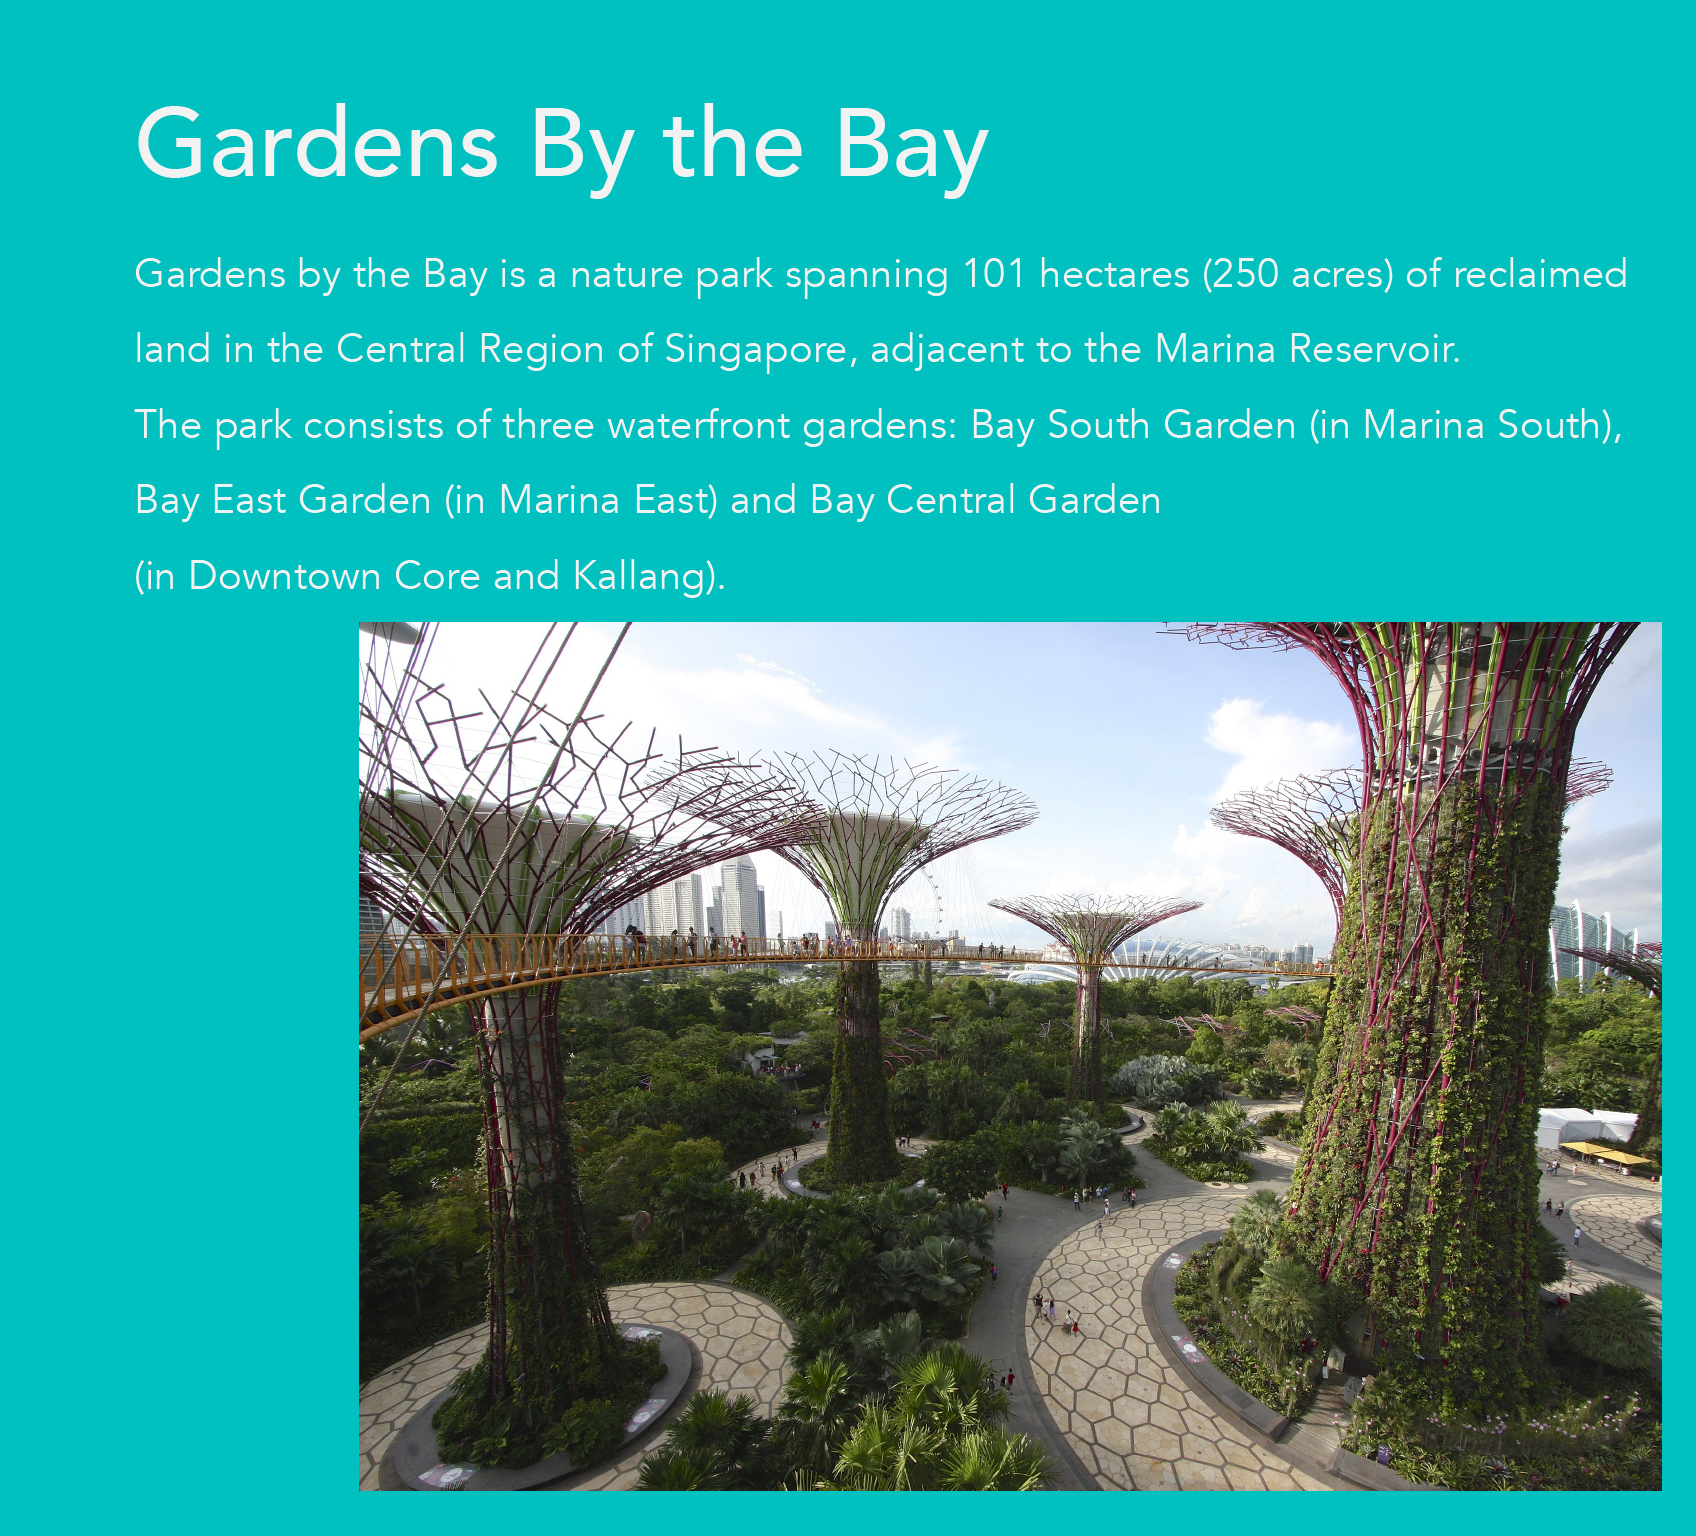 Gardens By the Bay
Gardens by the Bay is a nature park spanning 101 hectares (250 acres) of reclaimed
land in the Central Region of Singapore, adjacent to the Marina Reservoir.
The park consists of three waterfront gardens: Bay South Garden (in Marina South),
Bay East Garden (in Marina East) and Bay Central Garden
(in Downtown Core and Kallang).